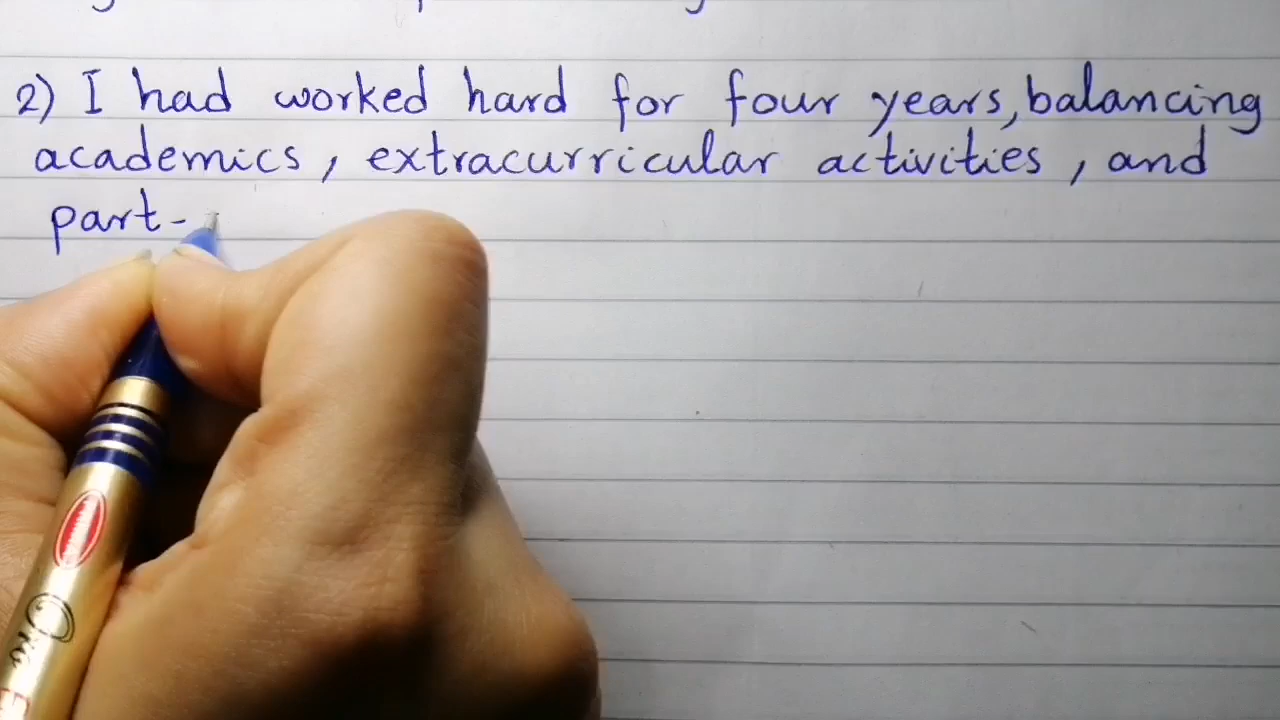 2) I had worked hard for four years, balancing
academics, extracurricular activities, and
part-